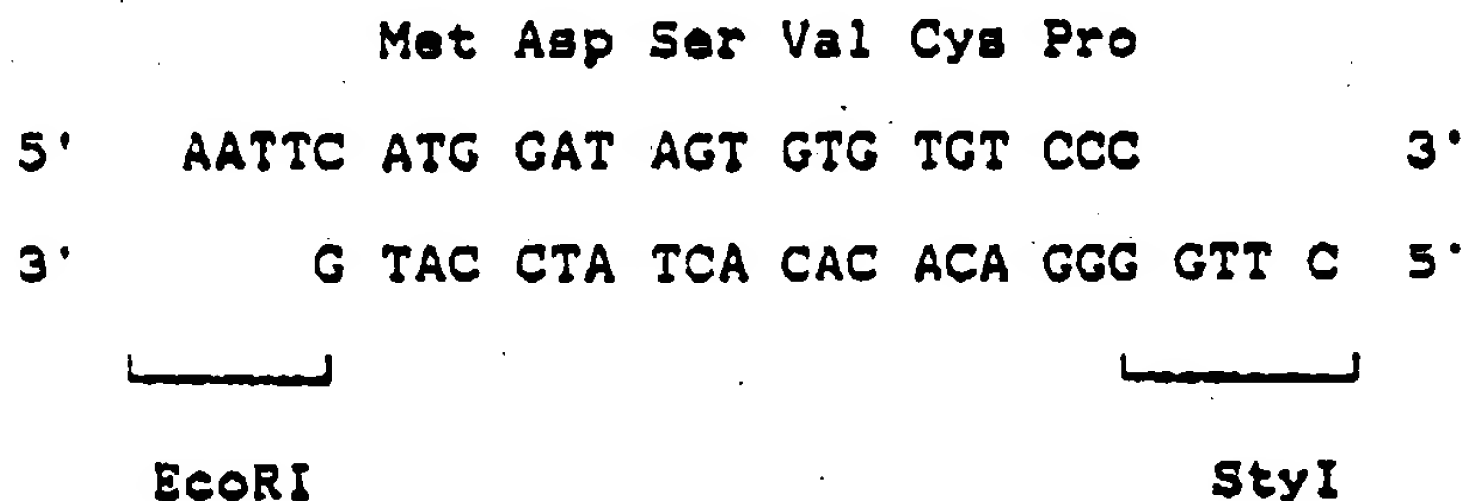 Met Asp Ser Val Cys Pro
5' AATTC ATG GAT AGT GTG TGT CCC 3'
3' G TAC CTA TCA CAC ACA GGG GTT C 5'
EcoRI StyI